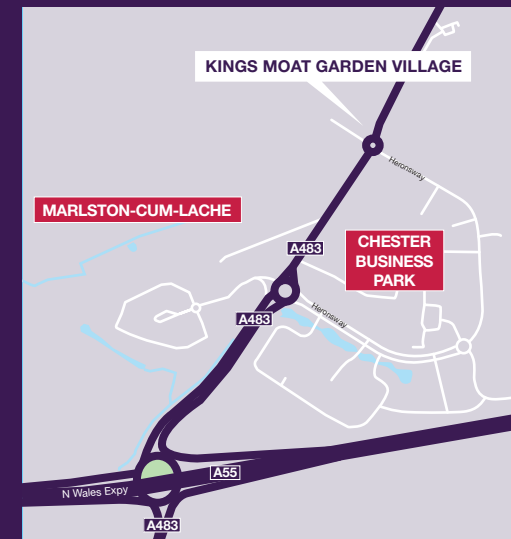 KINGS MOAT GARDEN VILLAGE
Heronsway
MARLSTON-CUM-LACHE
A483
CHESTER
BUSINESS
PARK
Heronsway
A483
A55
N Wales Expy
A483